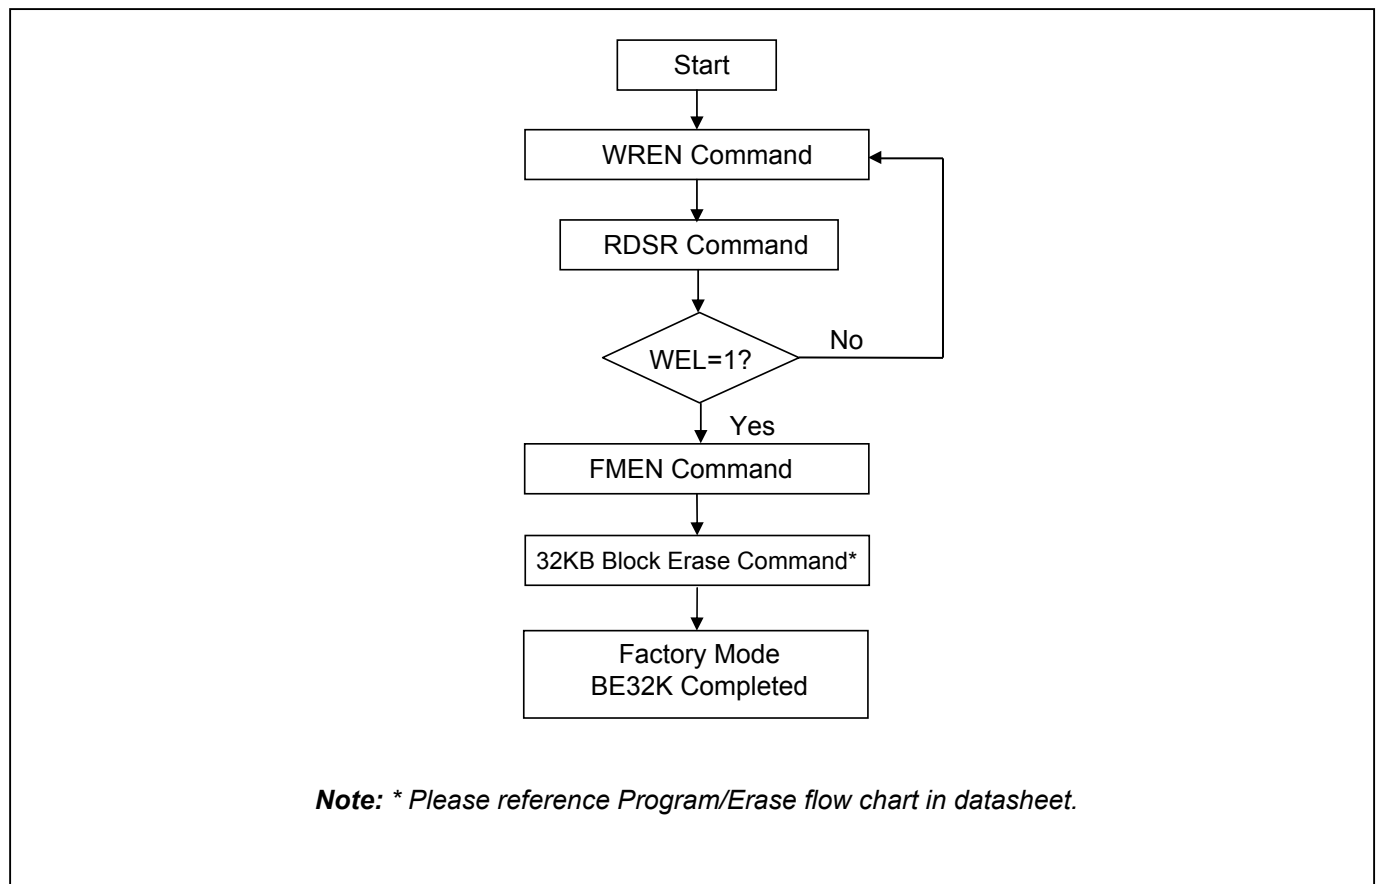 Start
WREN Command
RDSR Command
WEL=1?
No
Yes
FMEN Command
32KB Block Erase Command*
Factory Mode
BE32K Completed
Note: * Please reference Program/Erase flow chart in datasheet.